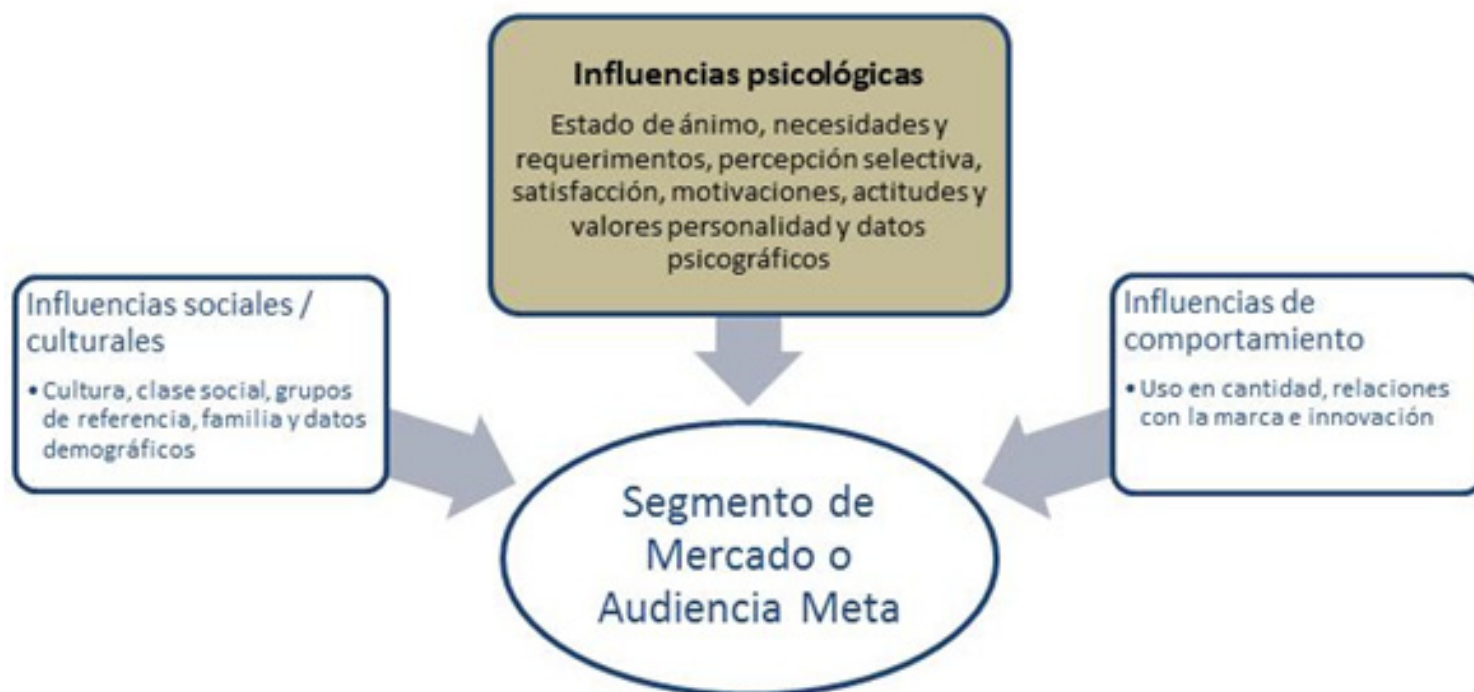 Influencias psicológicas
Estado de ánimo, necesidades y
requerimientos, percepción selectiva,
satisfacción, motivaciones, actitudes y
valores personalidad y datos
psicográficos
Influencias sociales /
culturales
• Cultura, clase social, grupos
de referencia, familia y datos
demográficos
Influencias de
comportamiento
• Uso en cantidad, relaciones
con la marca e innovación
Segmento de
Mercado o
Audiencia Meta